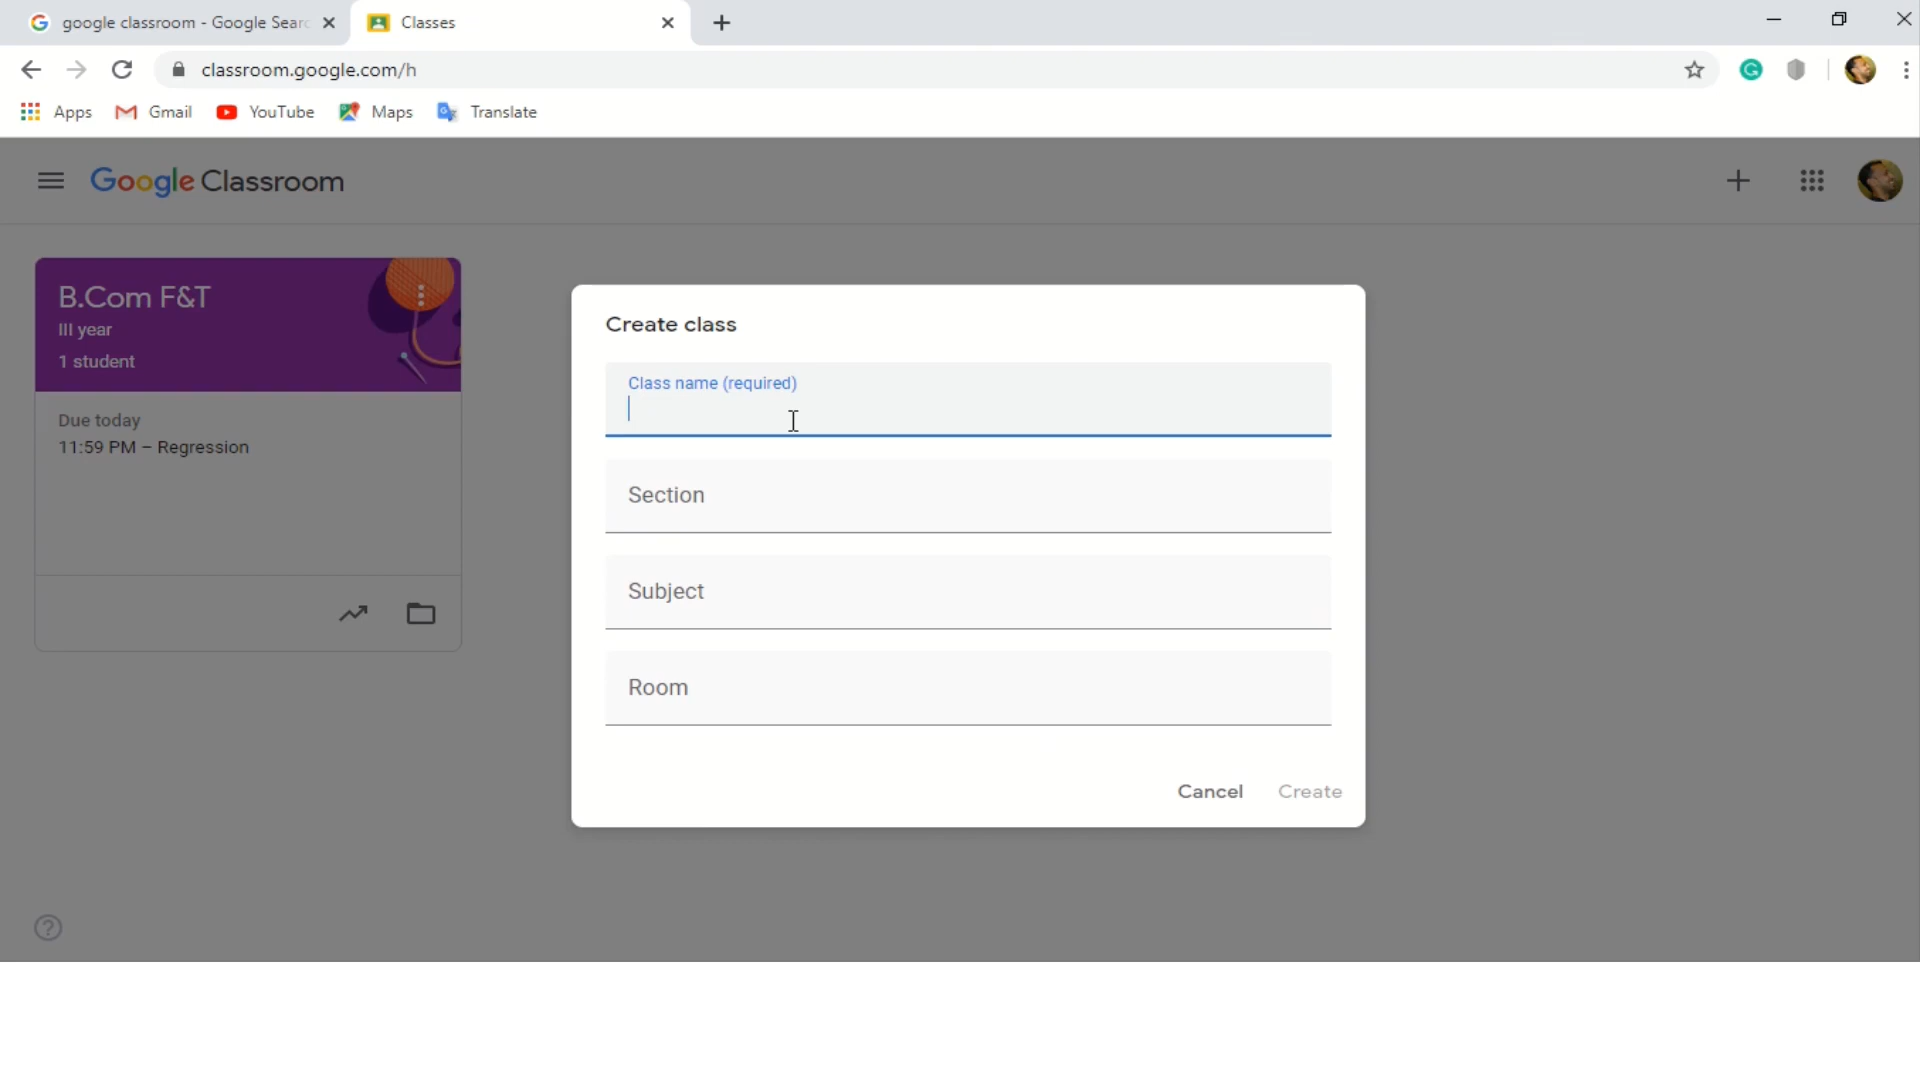 google classroom - Google Sear
Classes
classroom.google.com/h
Apps
Gmail
YouTube
Maps
Translate
Google Classroom
B.Com F&T
III year
1 student
Due today
11:59 PM – Regression
Create class
Class name (required)
Section
Subject
Room
Cancel
Create